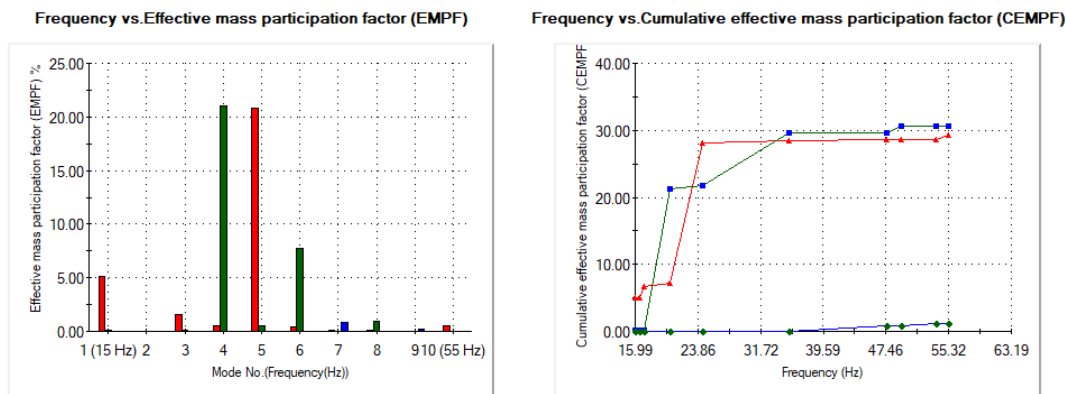 Frequency vs.Effective mass participation factor (EMPF)
Effective mass participation factor (EMPF) %
25.00
20.00
15.00
10.00
5.00
0.00
1 (15 Hz) 2 3 4 5 6 7 8 910 (55 Hz)
Mode No.(Frequency(Hz))
Frequency vs.Cumulative effective mass participation factor (CEMPF)
Cumulative effective mass participation factor (CEMPF)
40.00
30.00
20.00
10.00
0.00
15.99 23.86 31.72 39.59 47.46 55.32 63.19
Frequency (Hz)